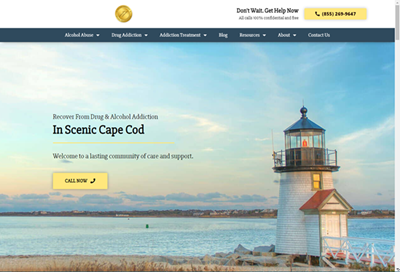 Don't Wait. Get Help Now
All calls 100% confidential and free
(855) 269-9647
Alcohol Abuse
Drug Addiction
Addiction Treatment
Blog
Resources
About
Contact Us
Recover From Drug & Alcohol Addiction
In Scenic Cape Cod
Welcome to a lasting community of care and support.
CALL NOW